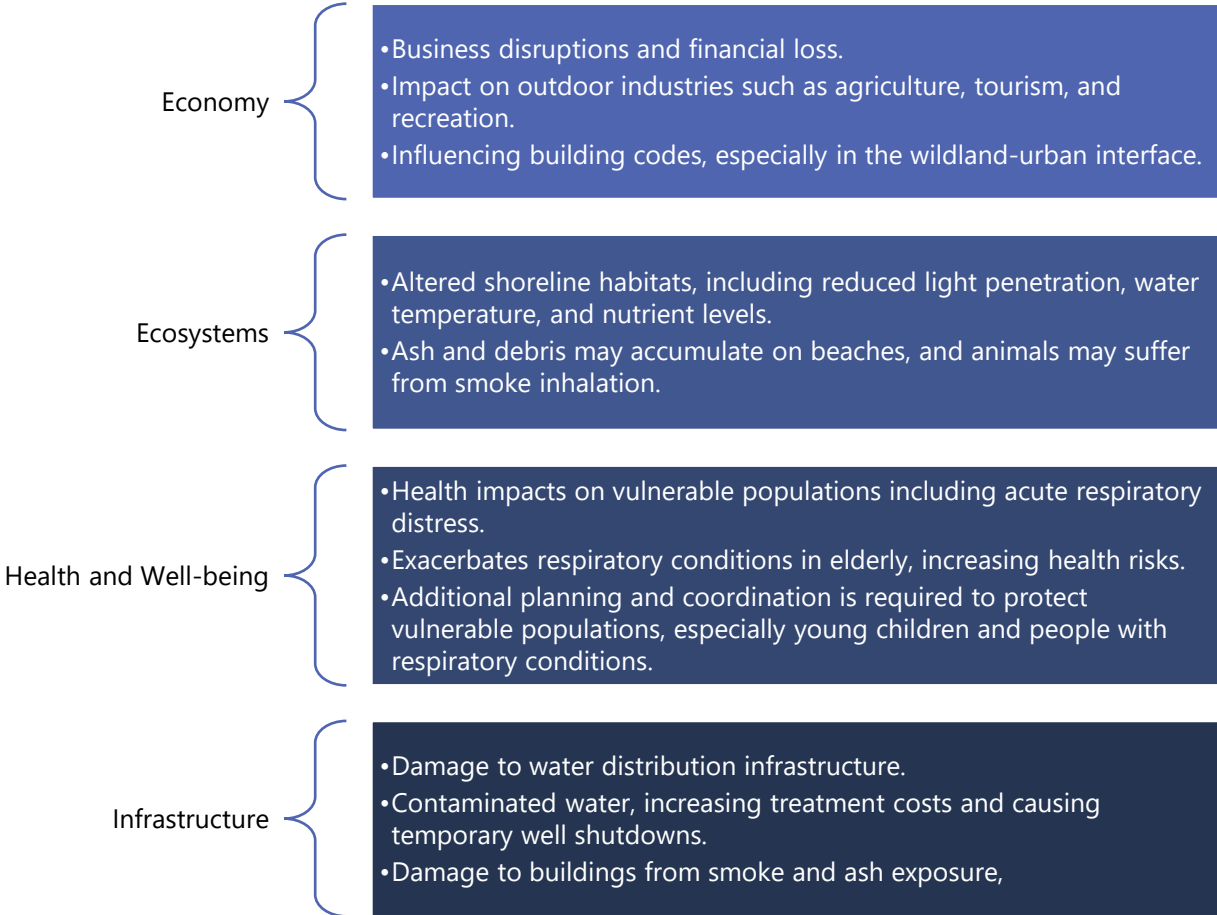 Economy
•Business disruptions and financial loss.
•Impact on outdoor industries such as agriculture, tourism, and
recreation.
•Influencing building codes, especially in the wildland-urban interface.
Ecosystems
•Altered shoreline habitats, including reduced light penetration, water
temperature, and nutrient levels.
•Ash and debris may accumulate on beaches, and animals may suffer
from smoke inhalation.
Health and Well-being
•Health impacts on vulnerable populations including acute respiratory
distress.
•Exacerbates respiratory conditions in elderly, increasing health risks.
•Additional planning and coordination is required to protect
vulnerable populations, especially young children and people with
respiratory conditions.
Infrastructure
•Damage to water distribution infrastructure.
•Contaminated water, increasing treatment costs and causing
temporary well shutdowns.
•Damage to buildings from smoke and ash exposure,